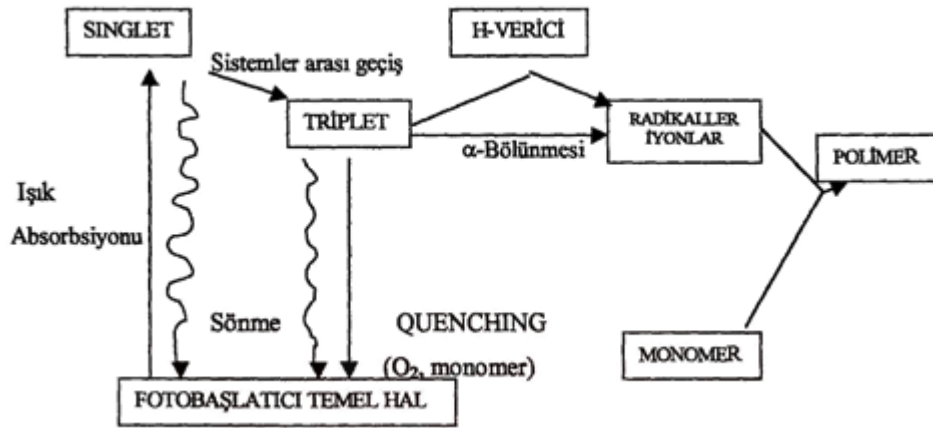 SINGLET
H-VERİCİ
Sistemler arası geçiş
TRİPLET
RADİKALLER
İYONLAR
α-Bölünmesi
POLİMER
Işık
Absorbsiyonu
Sönme
QUENCHING
(O₂, monomer)
MONOMER
FOTOBAŞLATICI TEMEL HAL